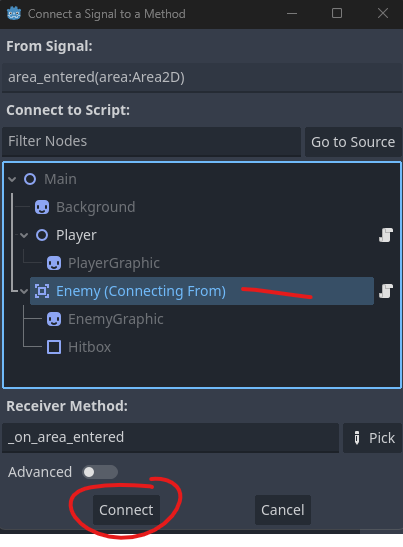 Connect a Signal to a Method
From Signal:
area_entered(area:Area2D)
Connect to Script:
Filter Nodes
Go to Source
Main
Background
Player
PlayerGraphic
Enemy (Connecting From)
EnemyGraphic
Hitbox
Receiver Method:
_on_area_entered
Pick
Advanced
Connect
Cancel